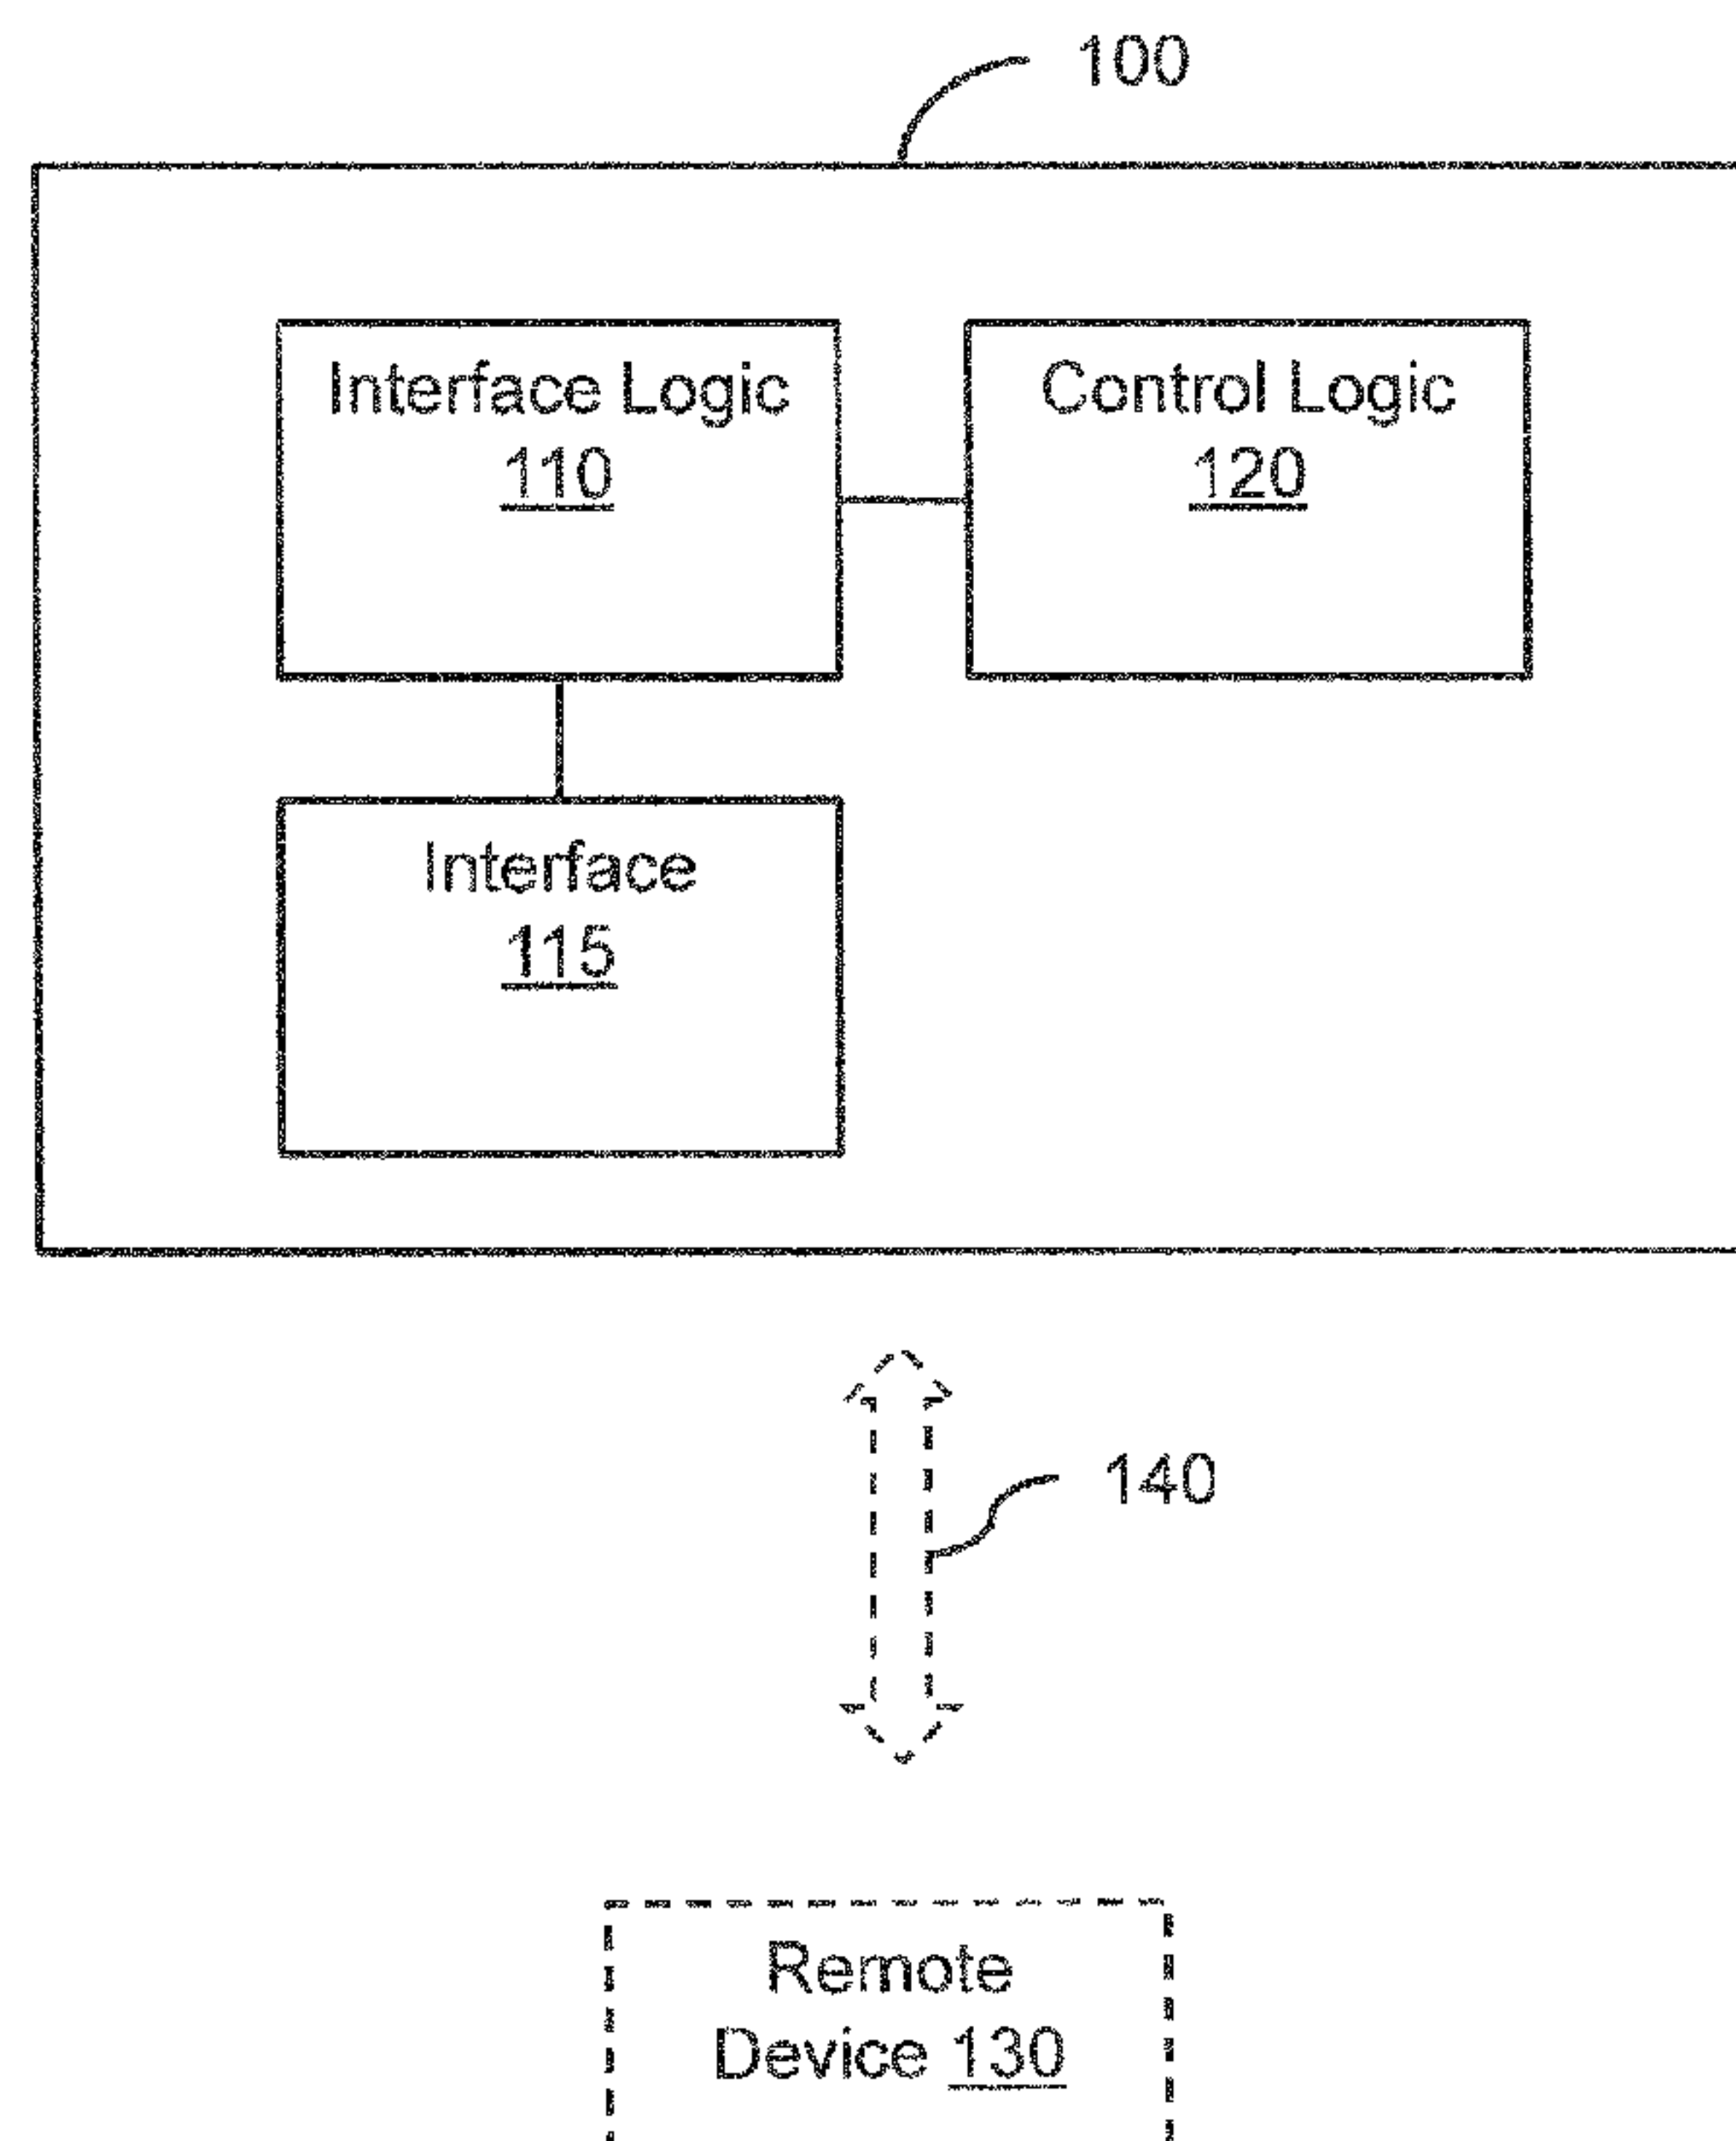 100
Interface Logic
110
Control Logic
120
Interface
115
140
Remote
Device 130